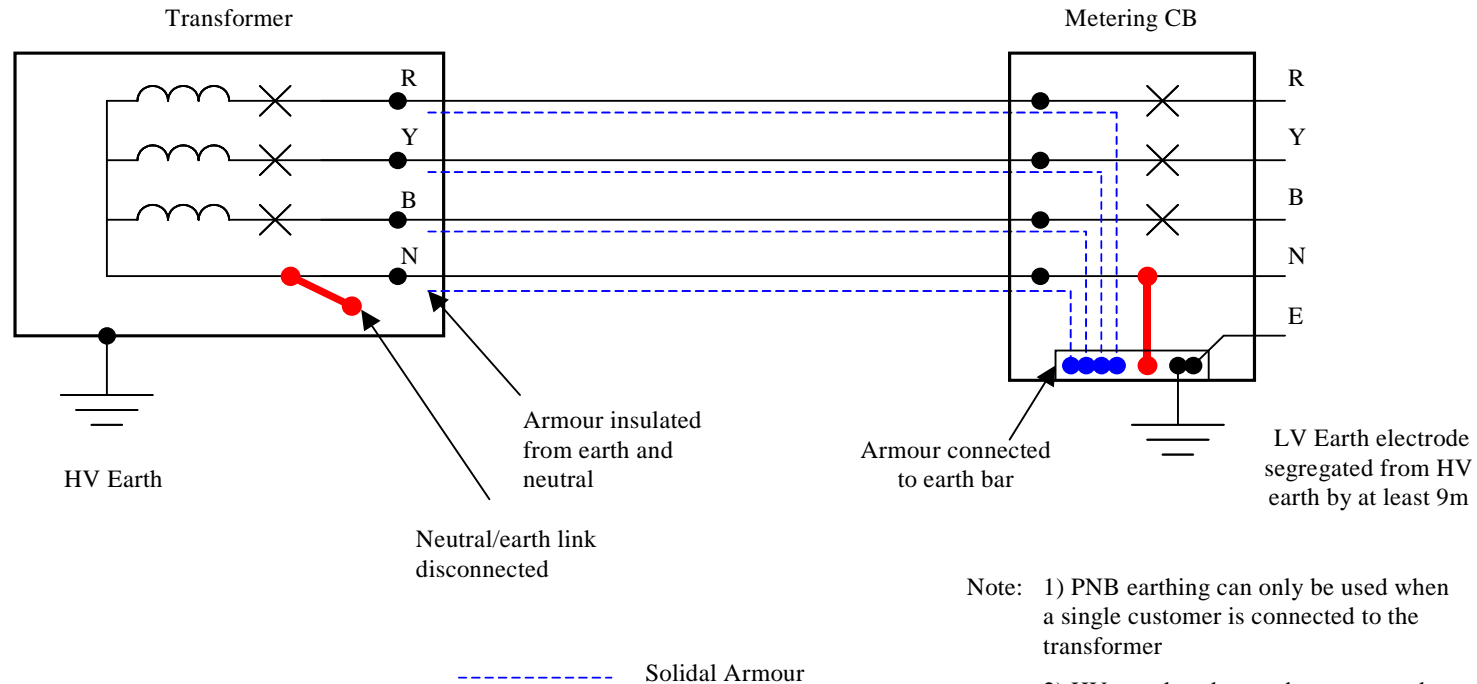 Transformer
Metering CB
R
Y
B
N
R
Y
B
N
E
HV Earth
Armour insulated
from earth and
neutral
Neutral/earth link
disconnected
Armour connected
to earth bar
LV Earth electrode
segregated from HV
earth by at least 9m
Note: 1) PNB earthing can only be used when
a single customer is connected to the
transformer
Solidal Armour